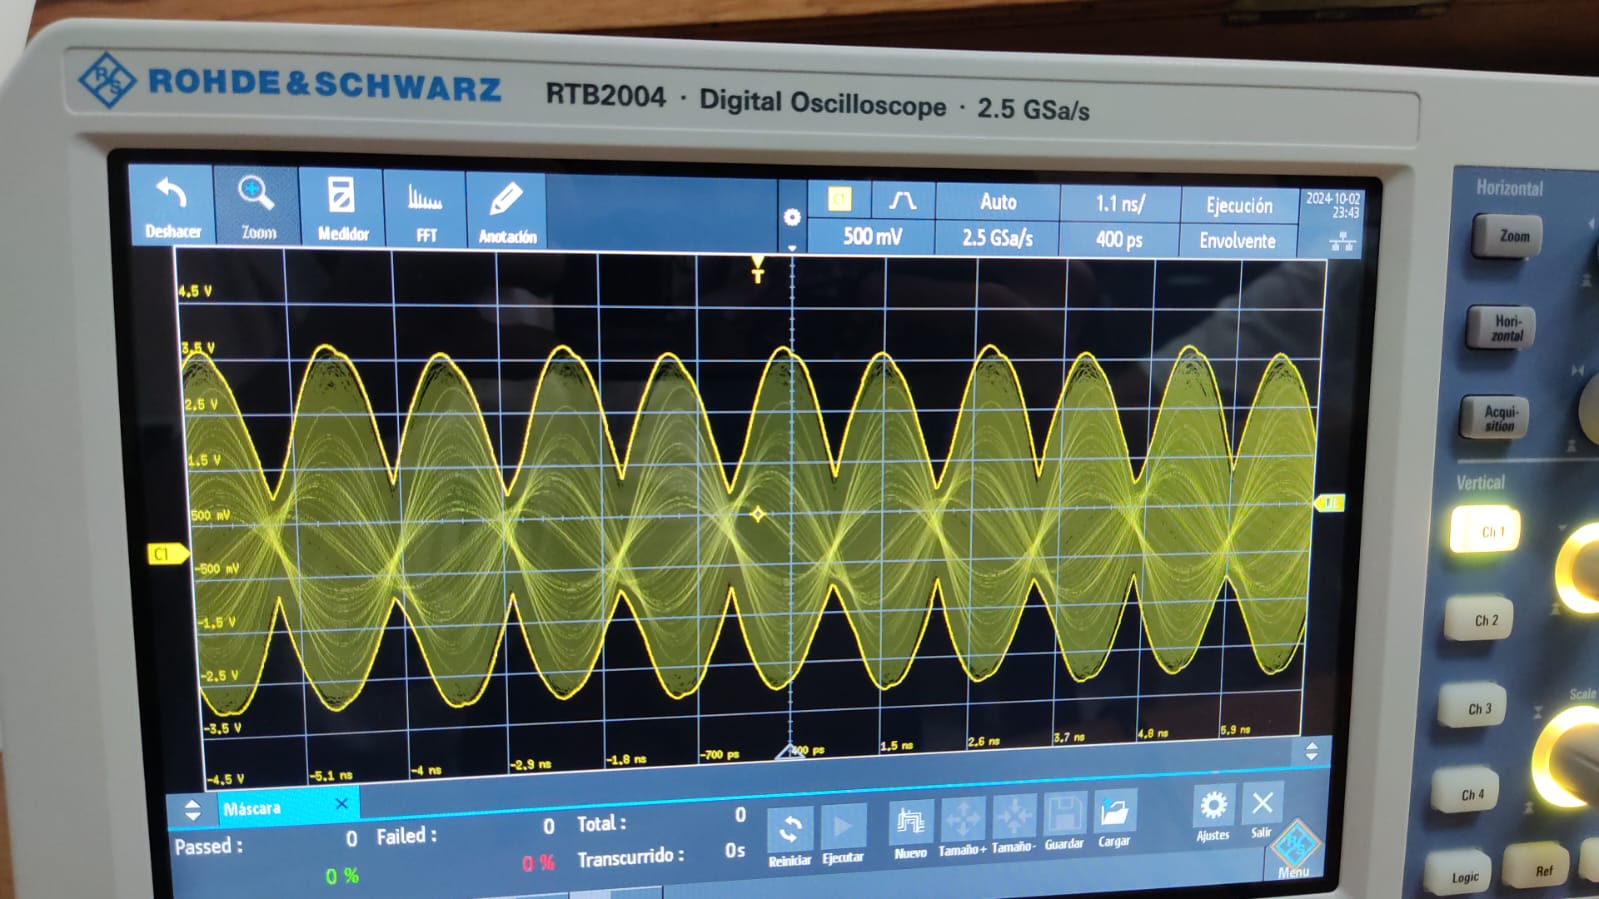 ROHDE&SCHWARZ RTB2004 · Digital Oscilloscope · 2.5 GSa/s
Deshacer Zoom Medidor FFT Anotación
C1 Auto 1.1 ns/ Ejecución 2024-10-02
23:43
500 mV 2.5 GSa/s 400 ps Envolvente
T
4.5 V
3.5 V
2.5 V
1.5 V
500 mV
C1
-500 mV
-1.5 V
-2.5 V
-3.5 V
-4.5 V
-5.1 ns -4 ns -2.9 ns -1.8 ns -700 ps 400 ps 1.5 ns 2.6 ns 3.7 ns 4.8 ns 5.9 ns
Máscara
Passed : 0 Failed : 0 Total : 0
0 % 0 % Transcurrido : 0s
Reiniciar Ejecutar Nuevo Tamaño+ Tamaño- Guardar Cargar Ajustes Salir
Menu
Horizontal
Zoom
Hori-
zontal
Acqui-
sition
Vertical
Ch 1
Ch 2
Ch 3
Scale
Ch 4
Logic Ref